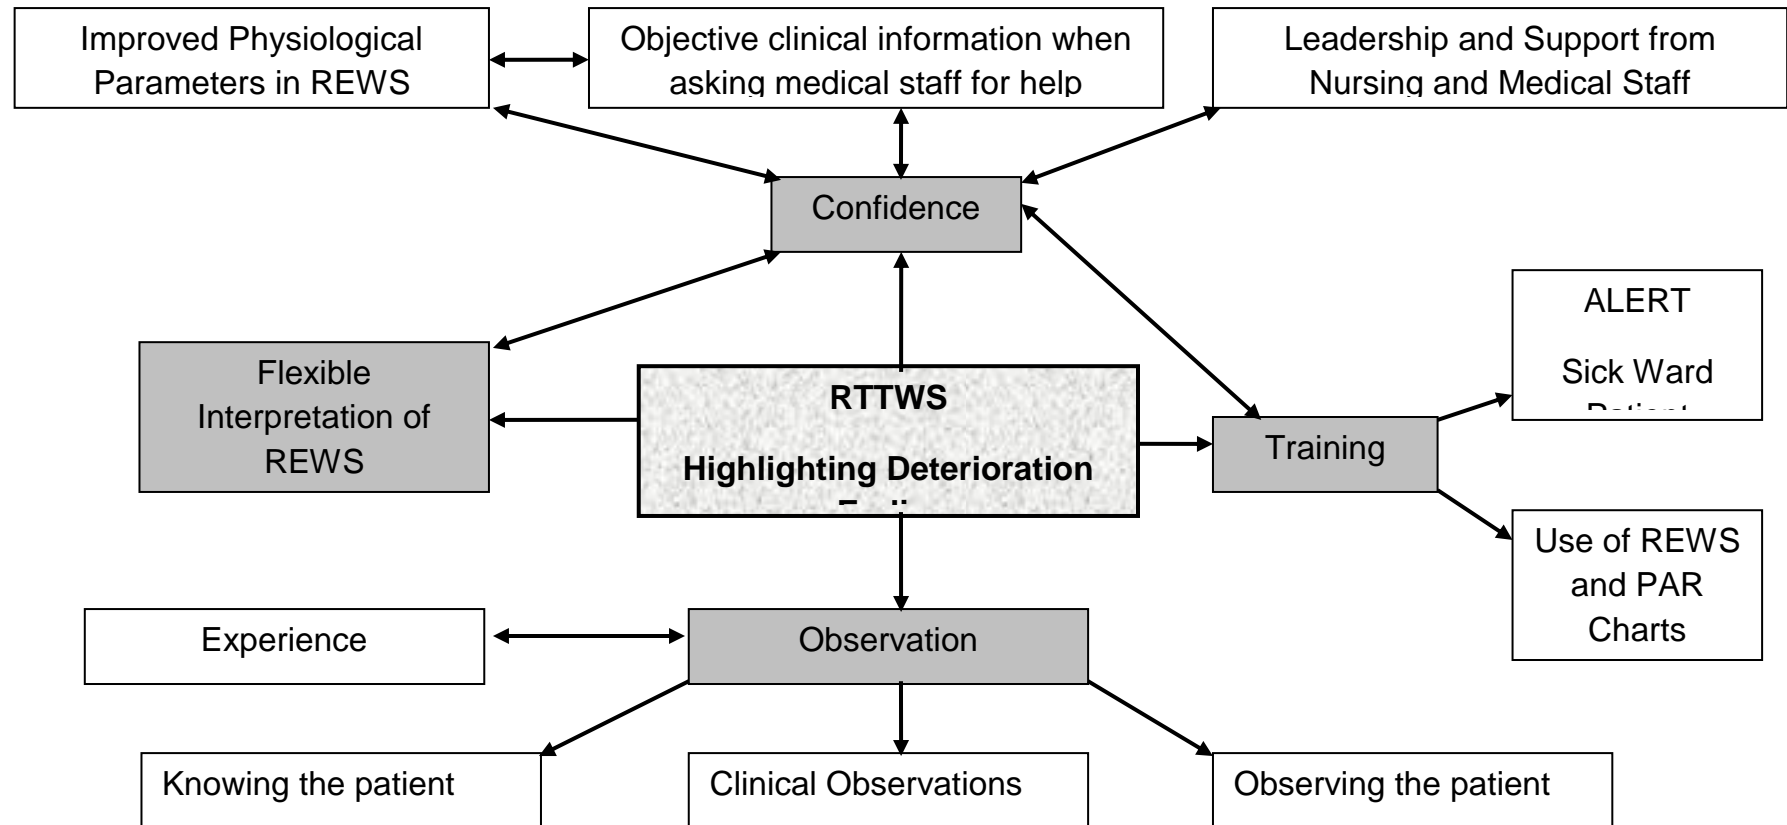 Improved Physiological
Parameters in REWS
Objective clinical information when
asking medical staff for help
Leadership and Support from
Nursing and Medical Staff
Confidence
ALERT
Sick Ward
Patient
Flexible
Interpretation of
REWS
RTTWS
Highlighting Deterioration
Training
Use of REWS
and PAR
Charts
Experience
Observation
Knowing the patient
Clinical Observations
Observing the patient